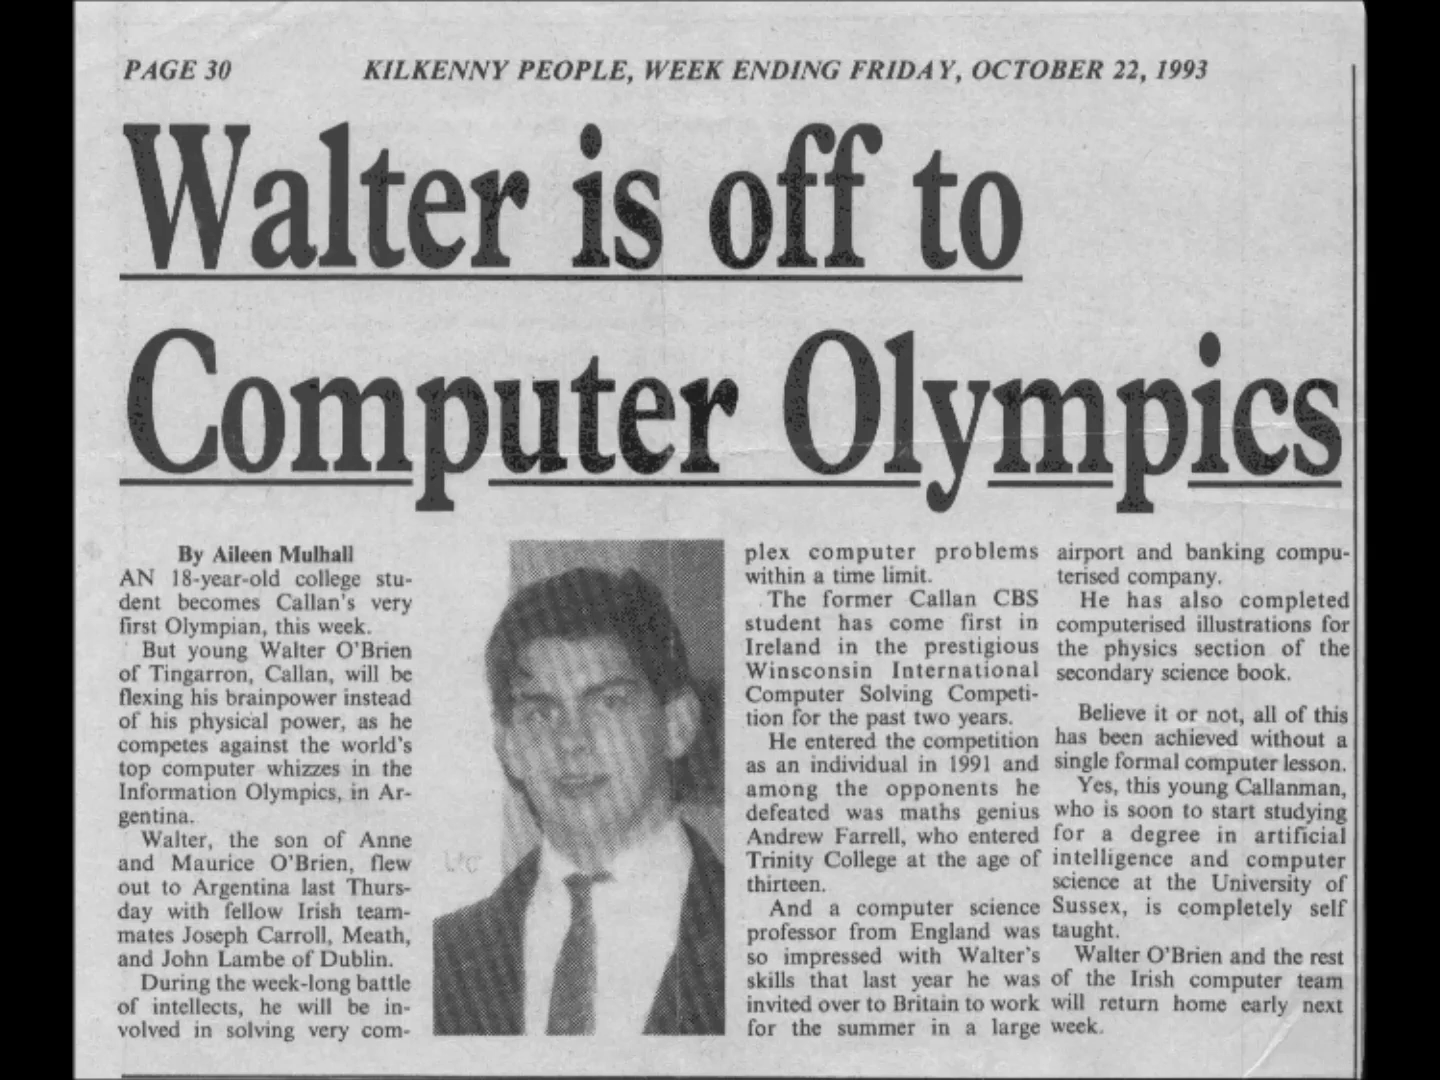 PAGE 30
KILKENNY PEOPLE, WEEK ENDING FRIDAY, OCTOBER 22, 1993
Walter is off to
Computer Olympics
By Aileen Mulhall
AN 18-year-old college stu-
dent becomes Callan's very
first Olympian, this week.
But young Walter O'Brien
of Tingarron, Callan, will be
flexing his brainpower instead
of his physical power, as he
competes against the world's
top computer whizzes in the
Information Olympics, in Ar-
gentina.
Walter, the son of Anne
and Maurice O'Brien, flew
out to Argentina last Thurs-
day with fellow Irish team-
mates Joseph Carroll, Meath,
and John Lambe of Dublin.
During the week-long battle
of intellects, he will be in-
volved in solving very com-
plex computer problems
within a time limit.
The former Callan CBS
student has come first in
Ireland in the prestigious
Winsconsin International
Computer Solving Competi-
tion for the past two years.
He entered the competition
as an individual in 1991 and
among the opponents he
defeated was maths genius
Andrew Farrell, who entered
Trinity College at the age of
thirteen.
And a computer science
professor from England was
so impressed with Walter's
skills that last year he was
invited over to Britain to work
for the summer in a large
airport and banking compu-
terised company.
He has also completed
computerised illustrations for
the physics section of the
secondary science book.
Believe it or not, all of this
has been achieved without a
single formal computer lesson.
Yes, this young Callanman,
who is soon to start studying
for a degree in artificial
intelligence and computer
science at the University of
Sussex, is completely self
taught.
Walter O'Brien and the rest
of the Irish computer team
will return home early next
week.